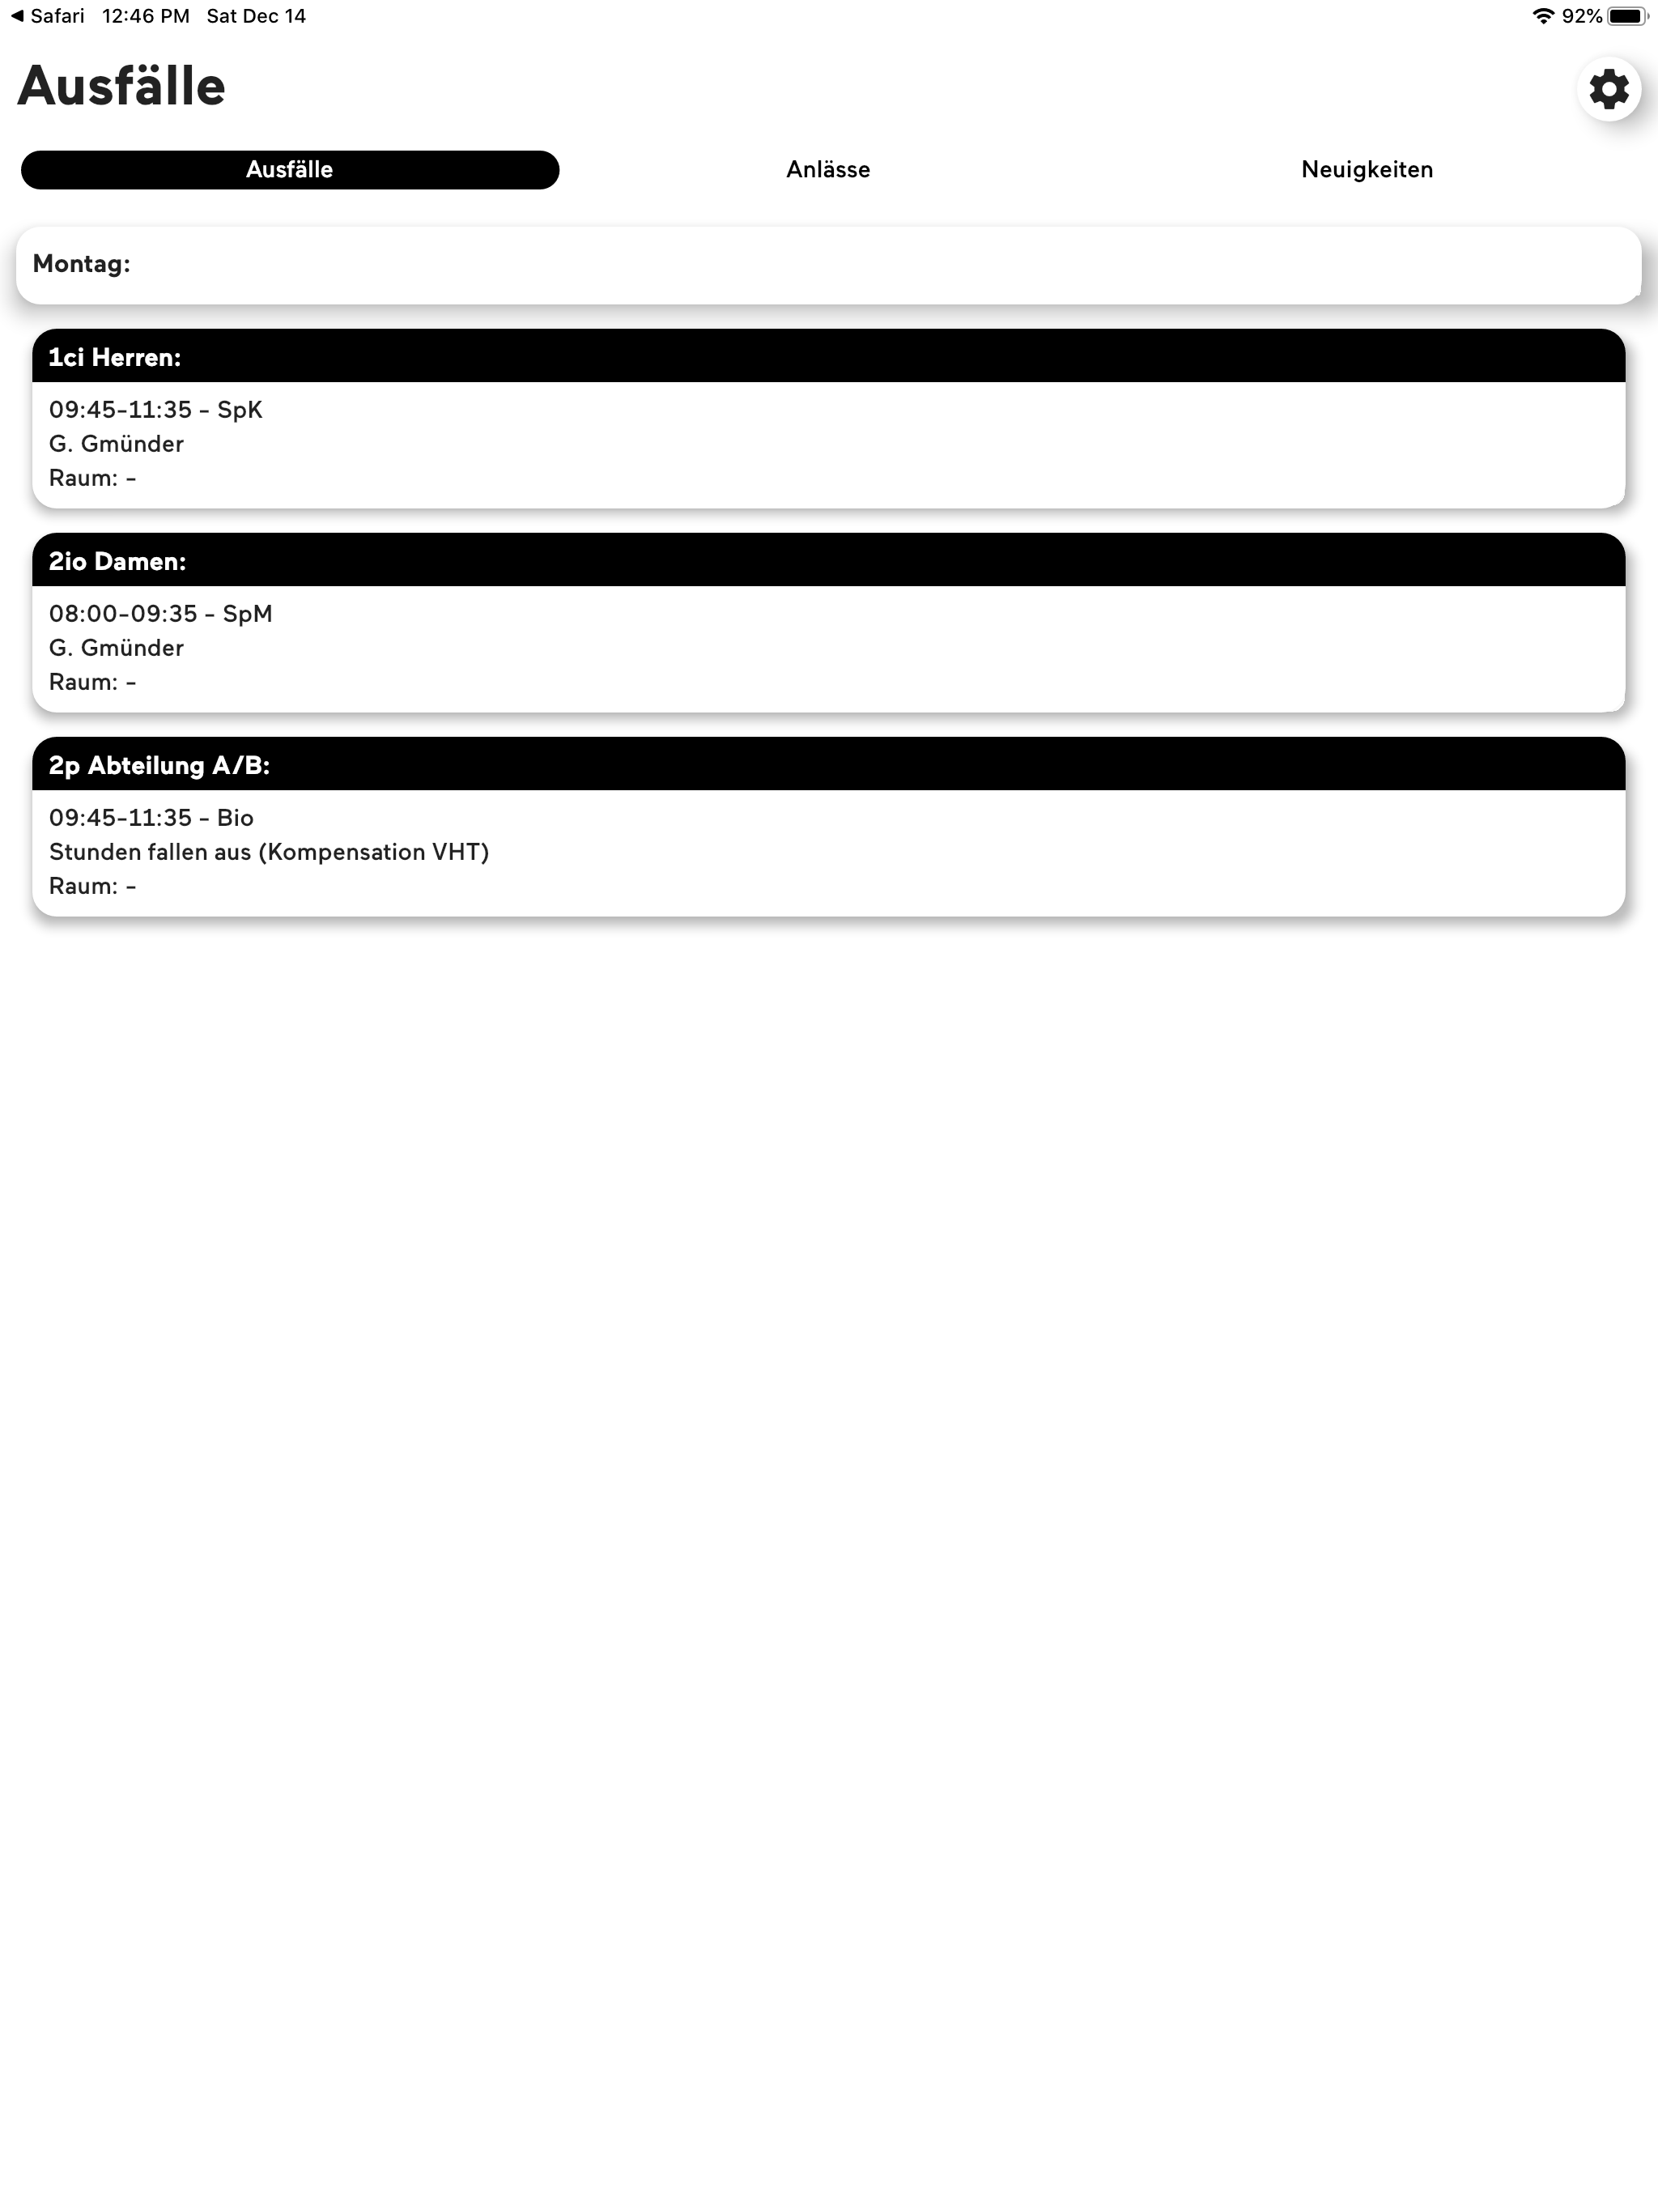 Safari 12:46 PM Sat Dec 14 92%
Ausfälle
Ausfälle Anlässe Neuigkeiten
Montag:
1ci Herren:
09:45-11:35 - SpK
G. Gmünder
Raum: -
2io Damen:
08:00-09:35 - SpM
G. Gmünder
Raum: -
2p Abteilung A/B:
09:45-11:35 - Bio
Stunden fallen aus (Kompensation VHT)
Raum: -